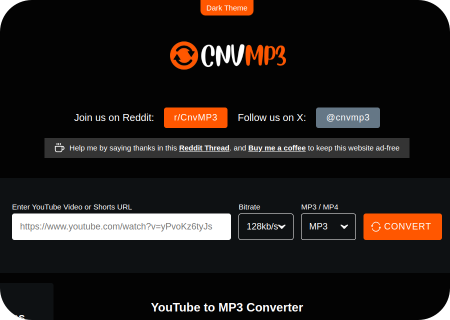 Dark Theme
CNVMP3
Join us on Reddit: r/CnvMP3 Follow us on X: @cnvmp3
Help me by saying thanks in this Reddit Thread, and Buy me a coffee to keep this website ad-free
Enter YouTube Video or Shorts URL Bitrate MP3 / MP4
https://www.youtube.com/watch?v=yPvoKz6tyJs 128kb/s MP3 CONVERT
YouTube to MP3 Converter